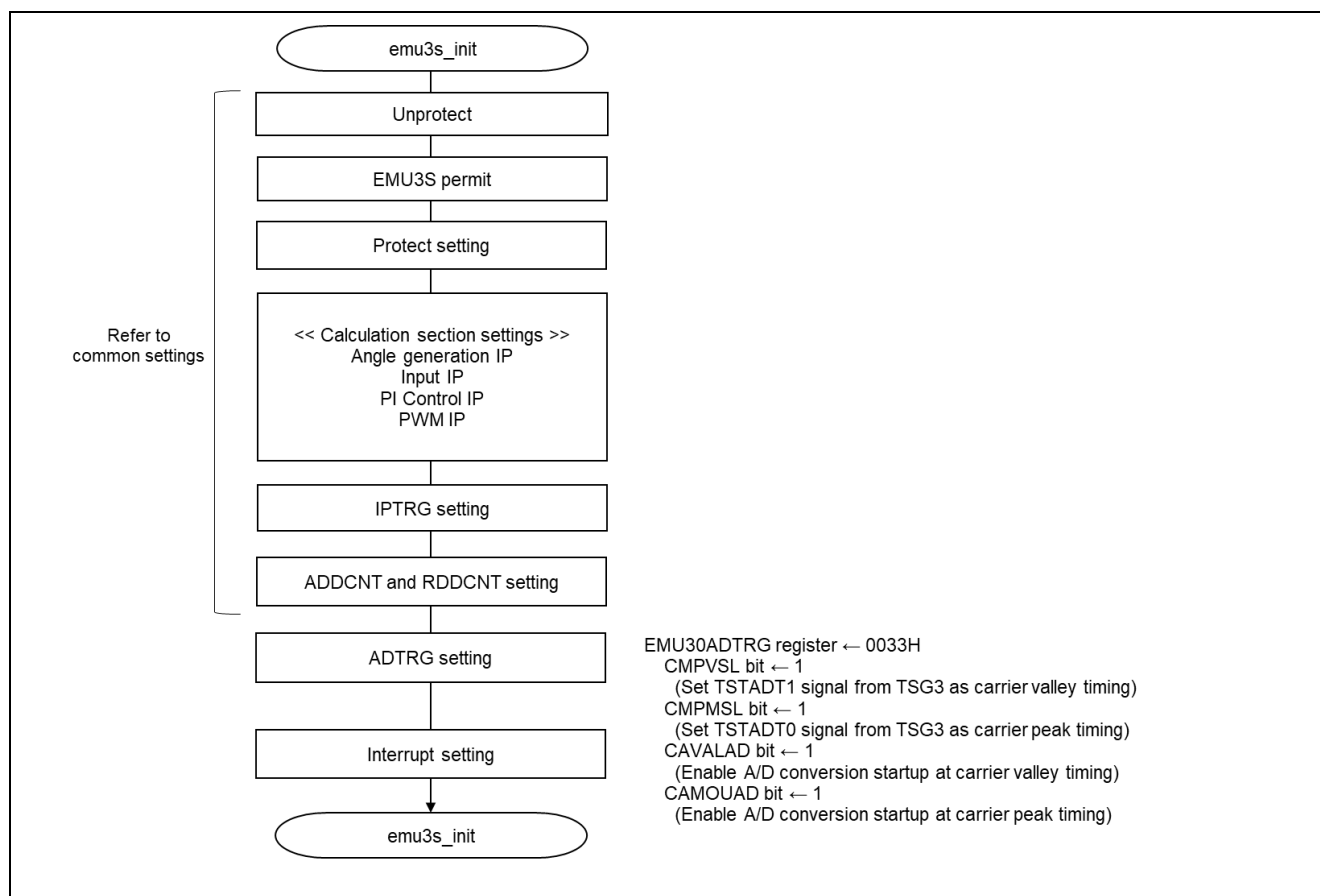 emu3s_init
Unprotect
EMU3S permit
Protect setting
Refer to
common settings
<< Calculation section settings >>
Angle generation IP
Input IP
PI Control IP
PWM IP
IPTRG setting
ADDCNT and RDDCNT setting
ADTRG setting
EMU30ADTRG register ← 0033H
CMPVSL bit ← 1
(Set TSTADT1 signal from TSG3 as carrier valley timing)
CMPMSL bit ← 1
(Set TSTADT0 signal from TSG3 as carrier peak timing)
CAVALAD bit ← 1
(Enable A/D conversion startup at carrier valley timing)
CAMOUAD bit ← 1
(Enable A/D conversion startup at carrier peak timing)
Interrupt setting
emu3s_init